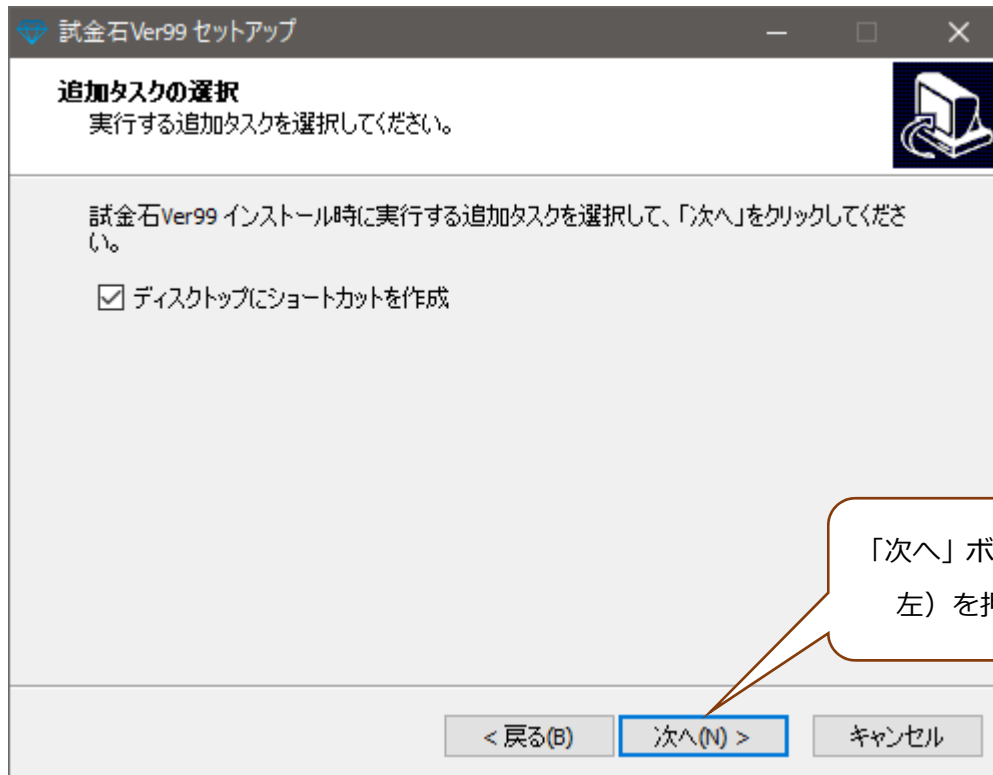 試金石Ver99 セットアップ
追加タスクの選択
実行する追加タスクを選択してください。
試金石Ver99 インストール時に実行する追加タスクを選択して、「次へ」をクリックしてくださ
い。
ディスクトップにショートカットを作成
「次へ」ボ
左）を押
< 戻る(B)
次へ(N) >
キャンセル